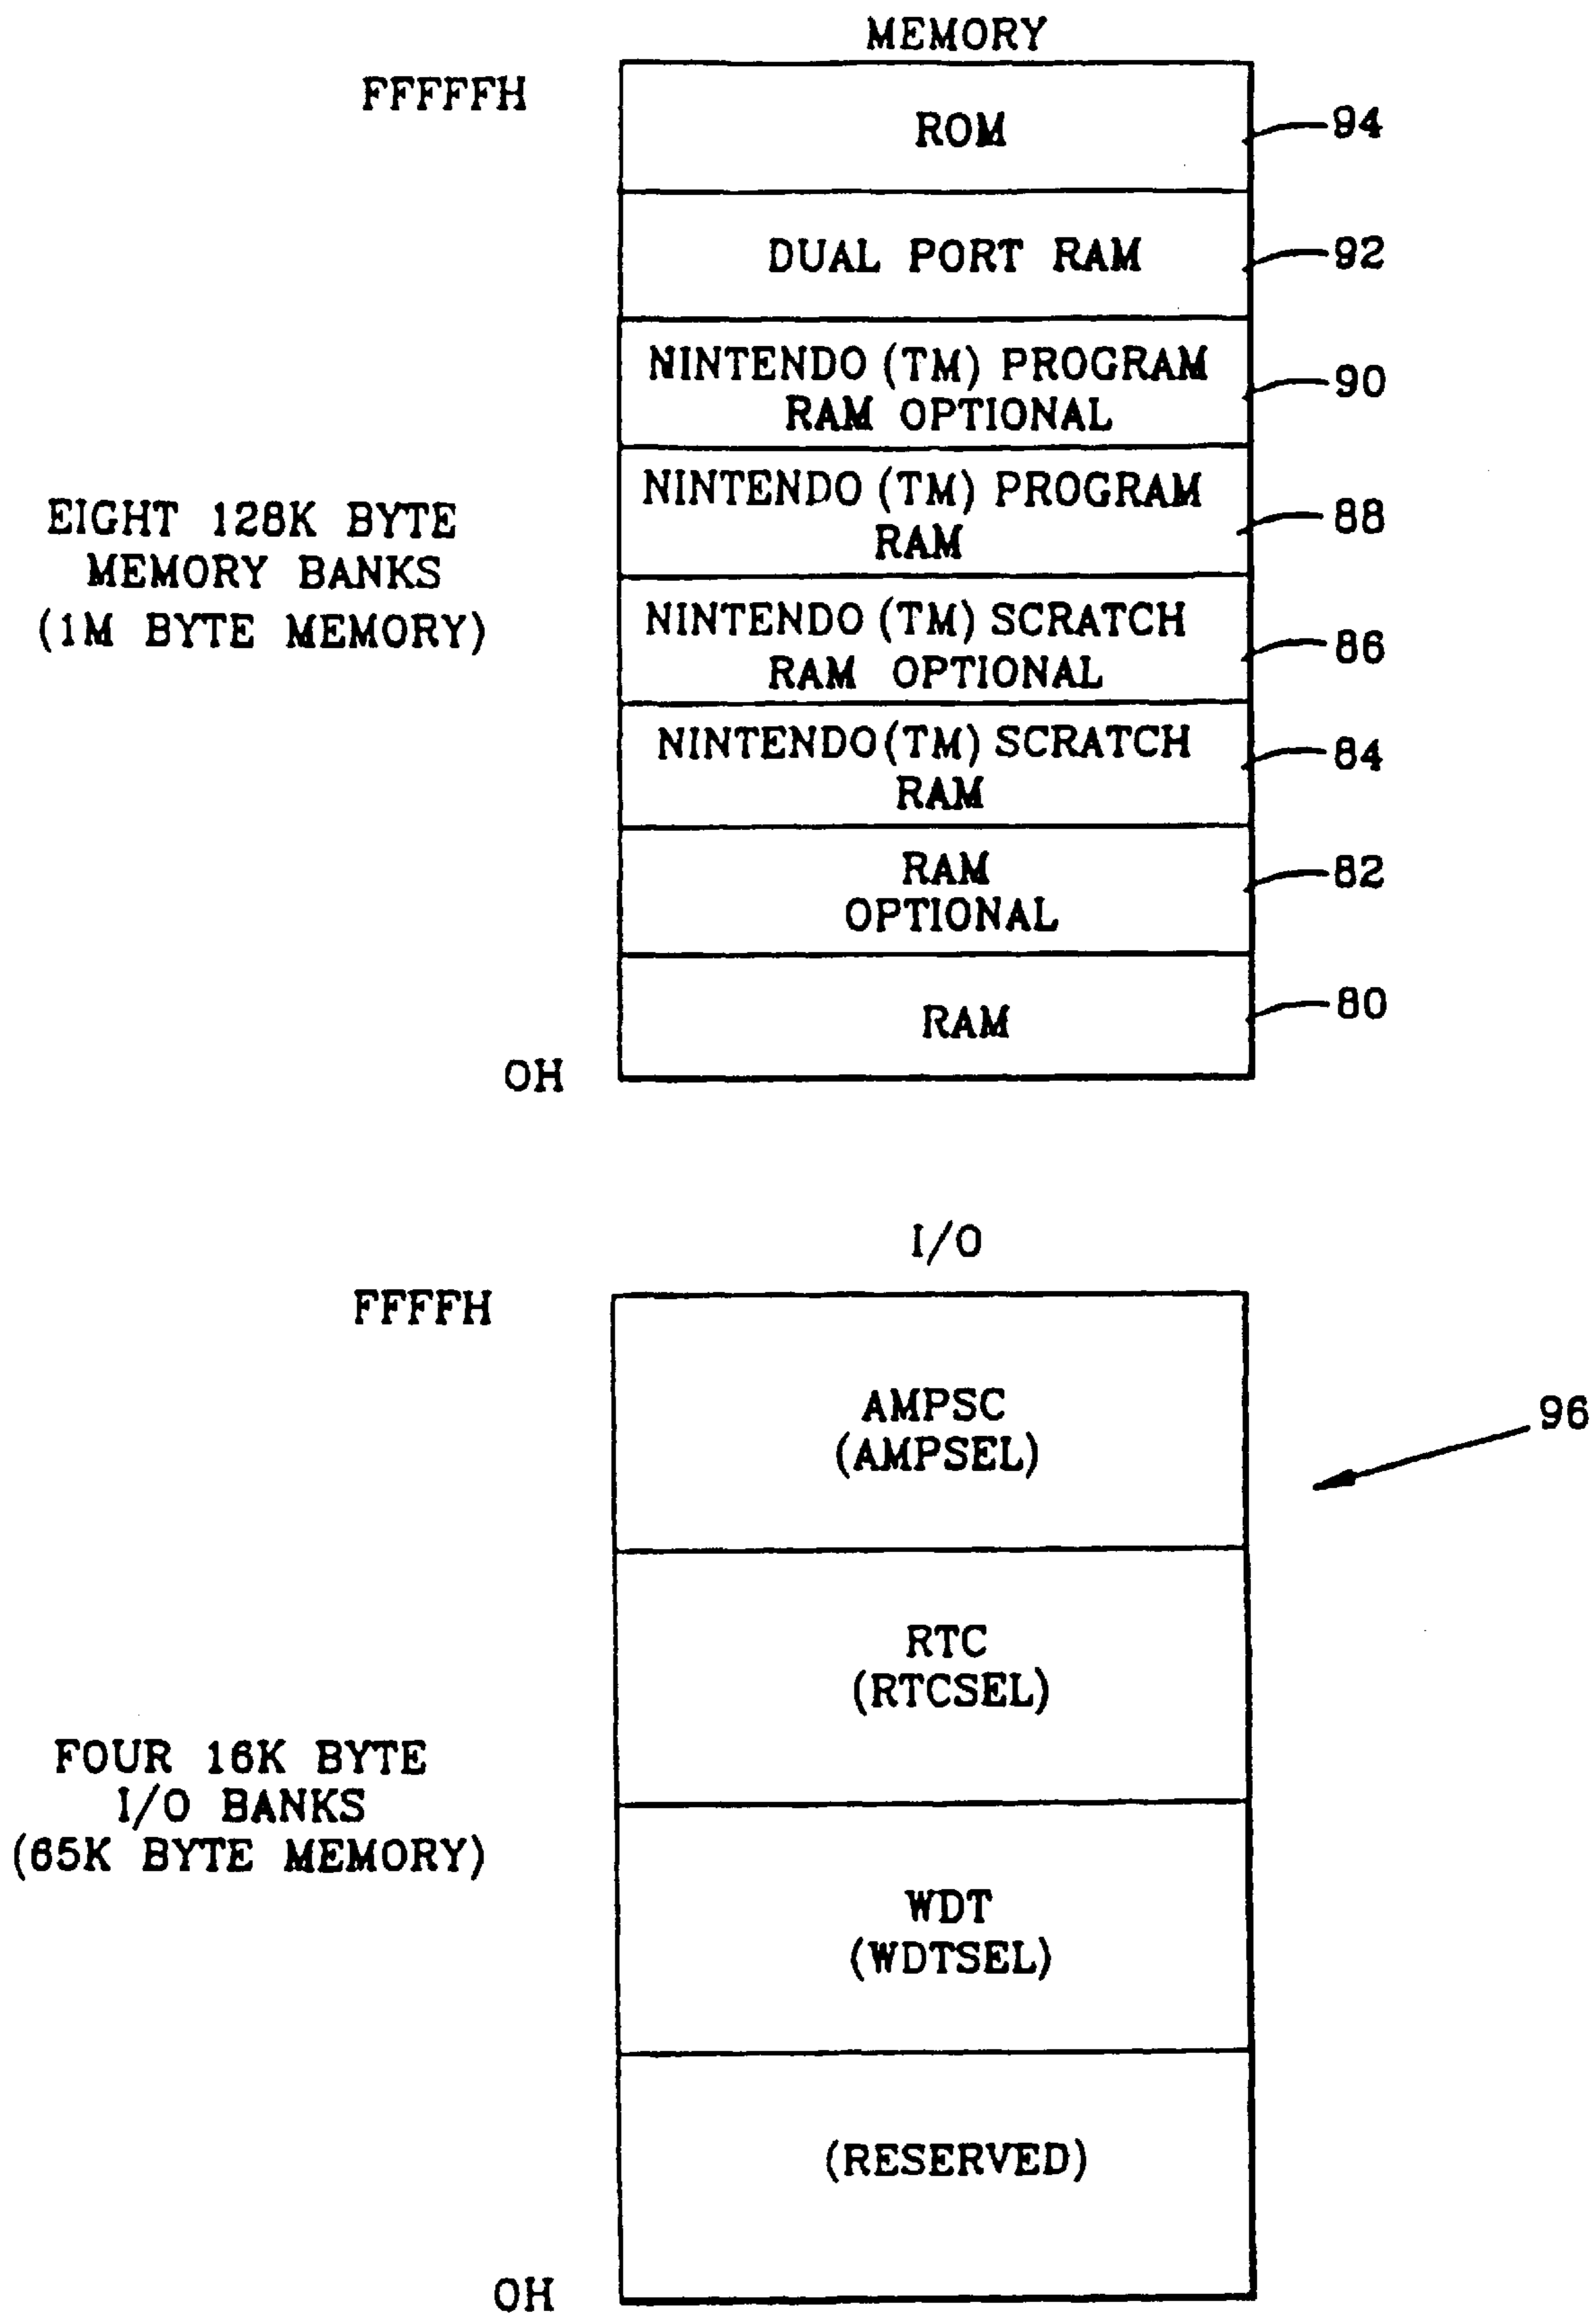 MEMORY
FFFFFH
ROM
94
DUAL PORT RAM
92
NINTENDO (TM) PROGRAM
RAM OPTIONAL
90
NINTENDO (TM) PROGRAM
RAM
88
EIGHT 128K BYTE
MEMORY BANKS
(1M BYTE MEMORY)
NINTENDO (TM) SCRATCH
RAM OPTIONAL
86
NINTENDO (TM) SCRATCH
RAM
84
RAM
OPTIONAL
82
RAM
80
0H
I/O
FFFFH
AMPSC
(AMPSEL)
96
RTC
(RTCSEL)
FOUR 16K BYTE
I/O BANKS
(65K BYTE MEMORY)
WDT
(WDTSEL)
(RESERVED)
0H